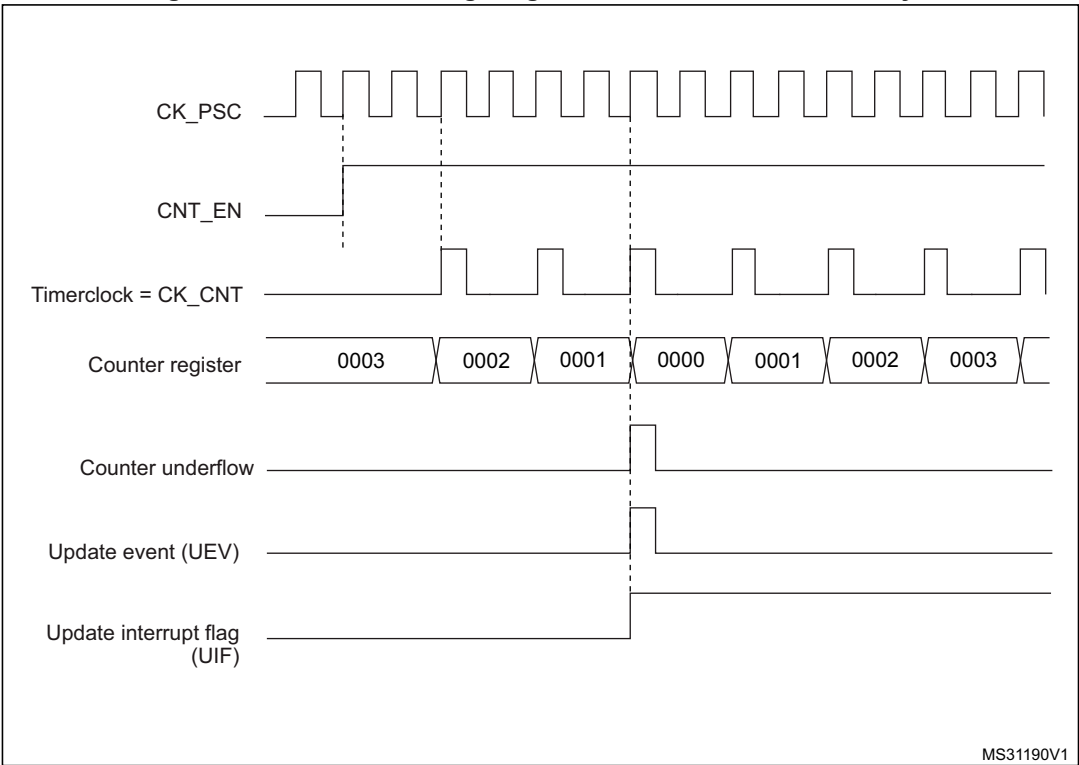 CK_PSC
CNT_EN
Timerclock = CK_CNT
Counter register
0003 0002 0001 0000 0001 0002 0003
Counter underflow
Update event (UEV)
Update interrupt flag
(UIF)
MS31190V1